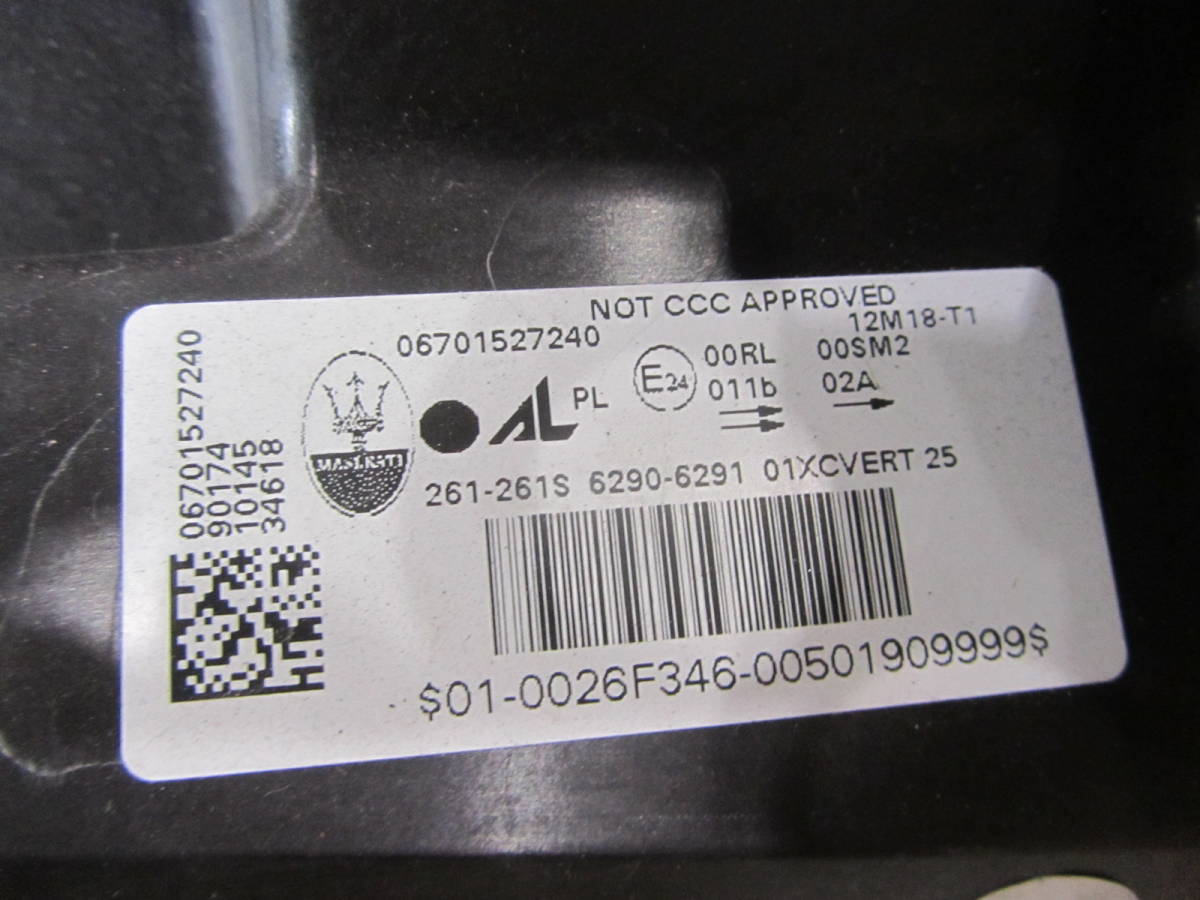 NOT CCC APPROVED
12M18-T1
06701527240
06701527240
90174
10145
34618
MASERATI
AL PL
E24
00RL 00SM2
011b 02A
261-261S 6290-6291 01XCVERT 25
$01-0026F346-00501909999$